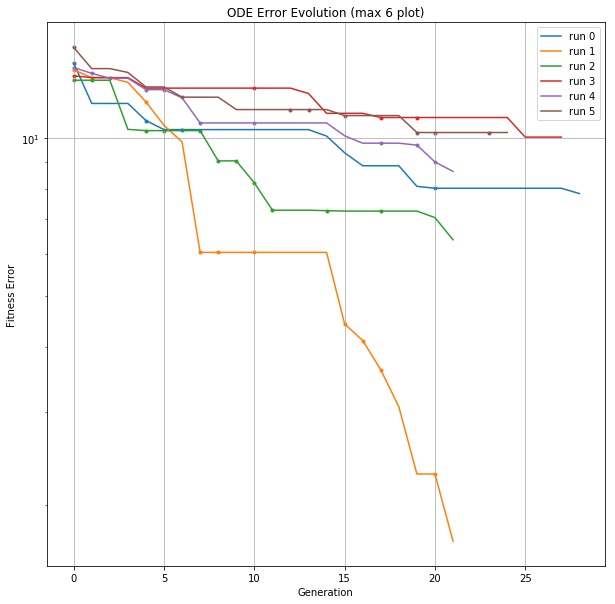 ODE Error Evolution (max 6 plot)
run 0
run 1
run 2
run 3
run 4
run 5
10¹
Fitness Error
0 5 10 15 20 25
Generation